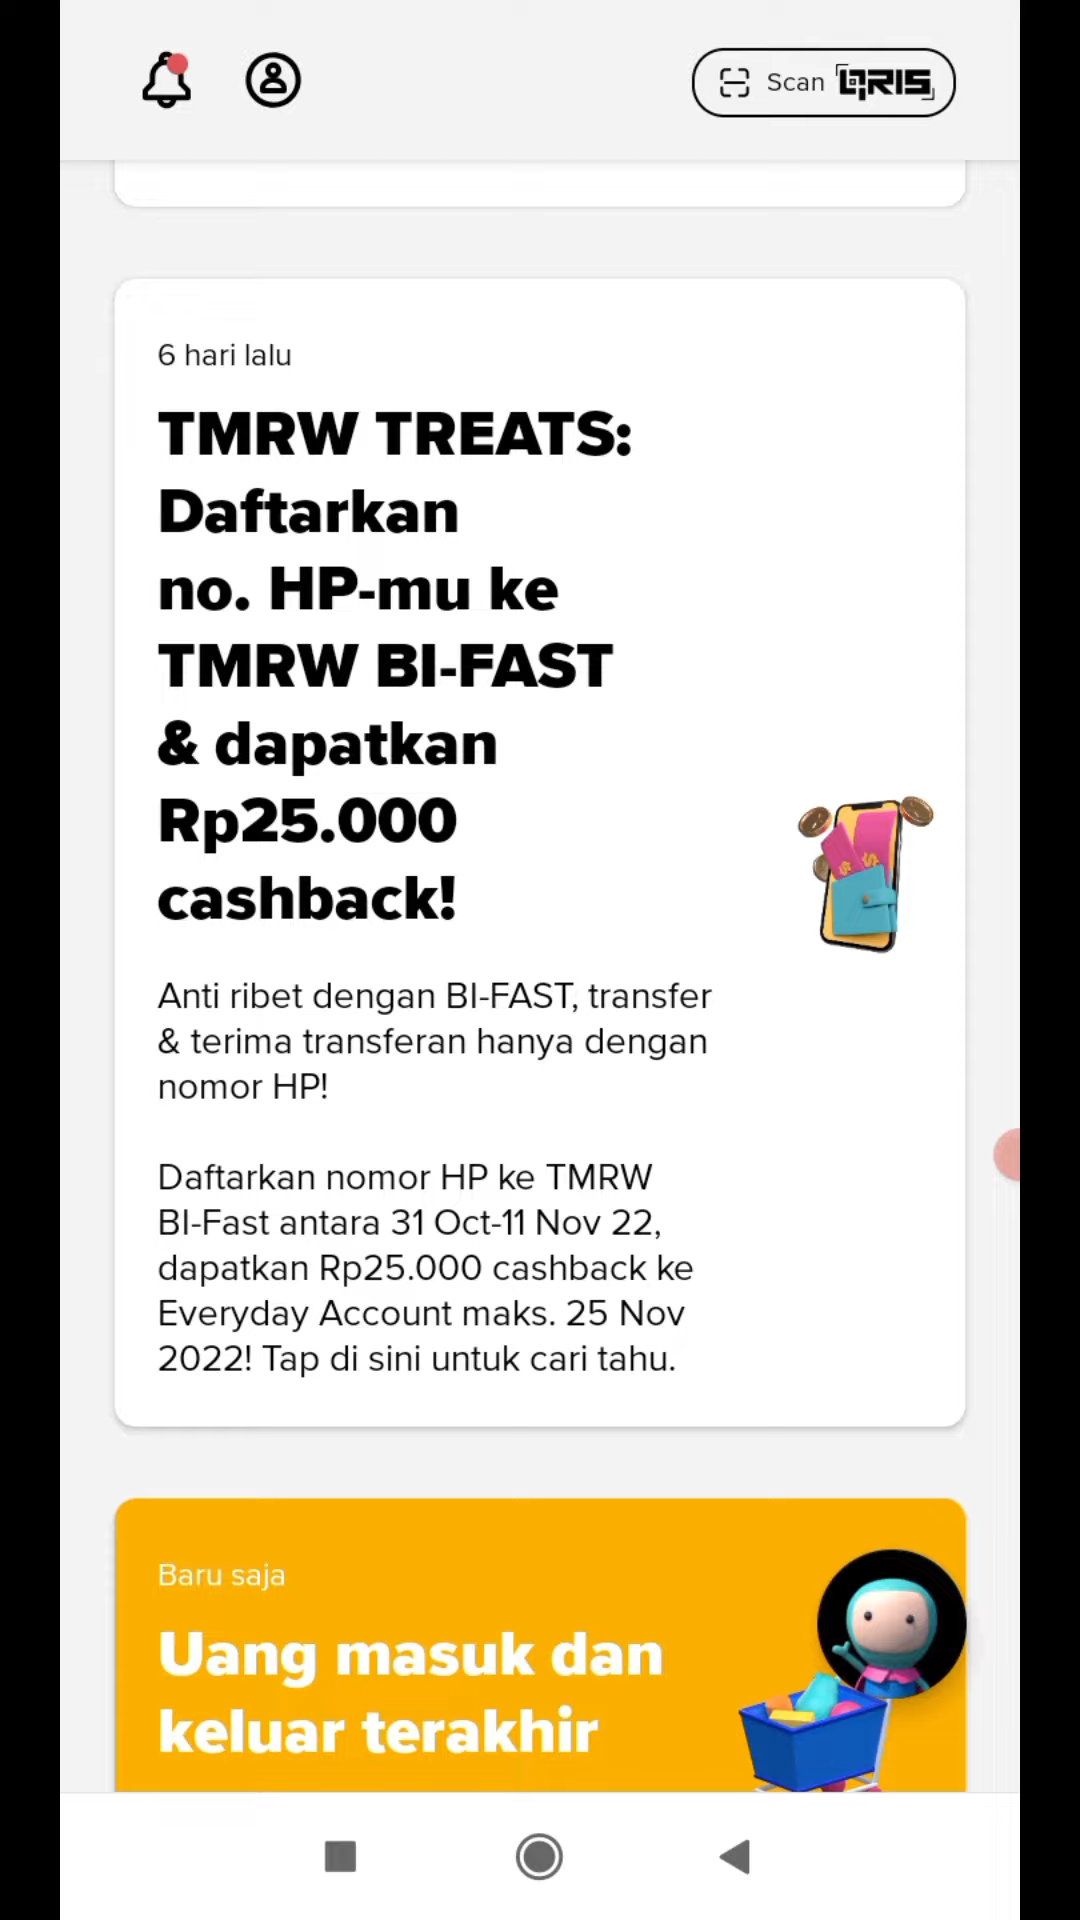 Scan QRIS
6 hari lalu
TMRW TREATS:
Daftarkan
no. HP-mu ke
TMRW BI-FAST
& dapatkan
Rp25.000
cashback!
Anti ribet dengan BI-FAST, transfer
& terima transferan hanya dengan
nomor HP!
Daftarkan nomor HP ke TMRW
BI-Fast antara 31 Oct-11 Nov 22,
dapatkan Rp25.000 cashback ke
Everyday Account maks. 25 Nov
2022! Tap di sini untuk cari tahu.
Baru saja
Uang masuk dan
keluar terakhir